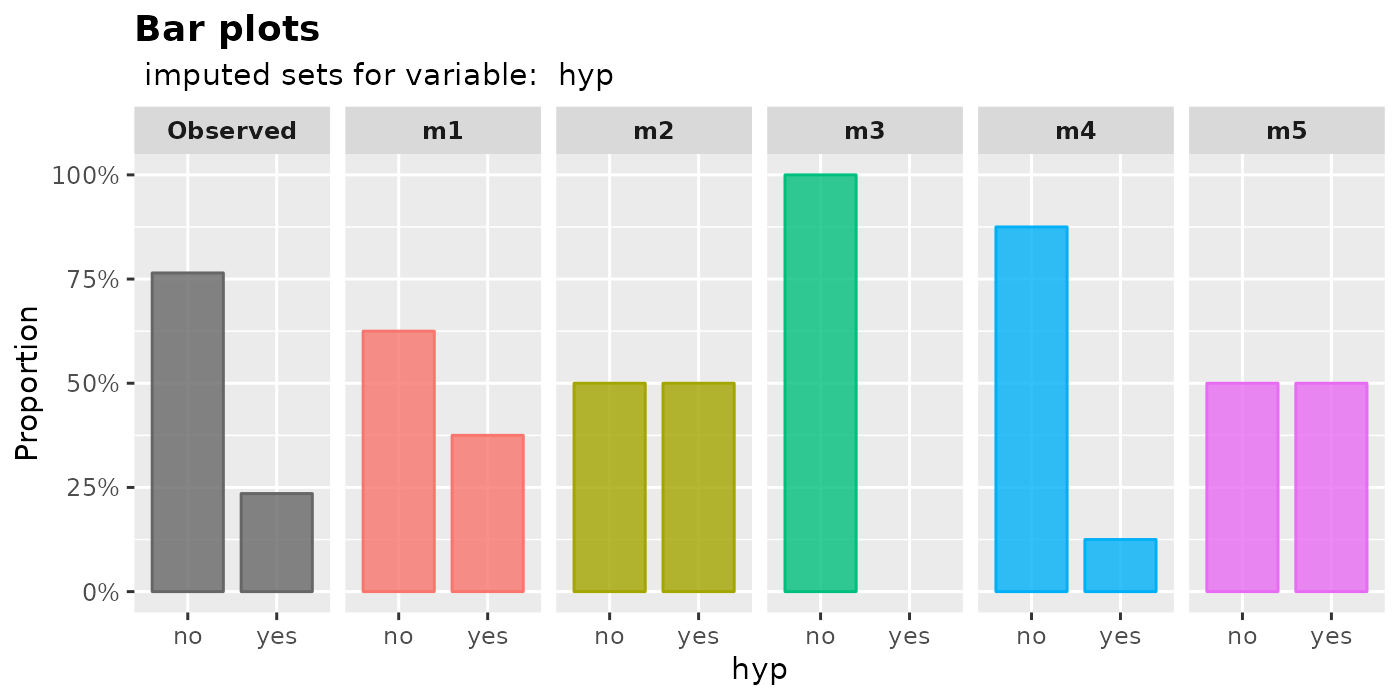 Bar plots
imputed sets for variable:  hyp
Observed m1 m2 m3 m4 m5
Proportion
100%
75%
50%
25%
0%
no yes no yes no yes no yes no yes no yes
hyp